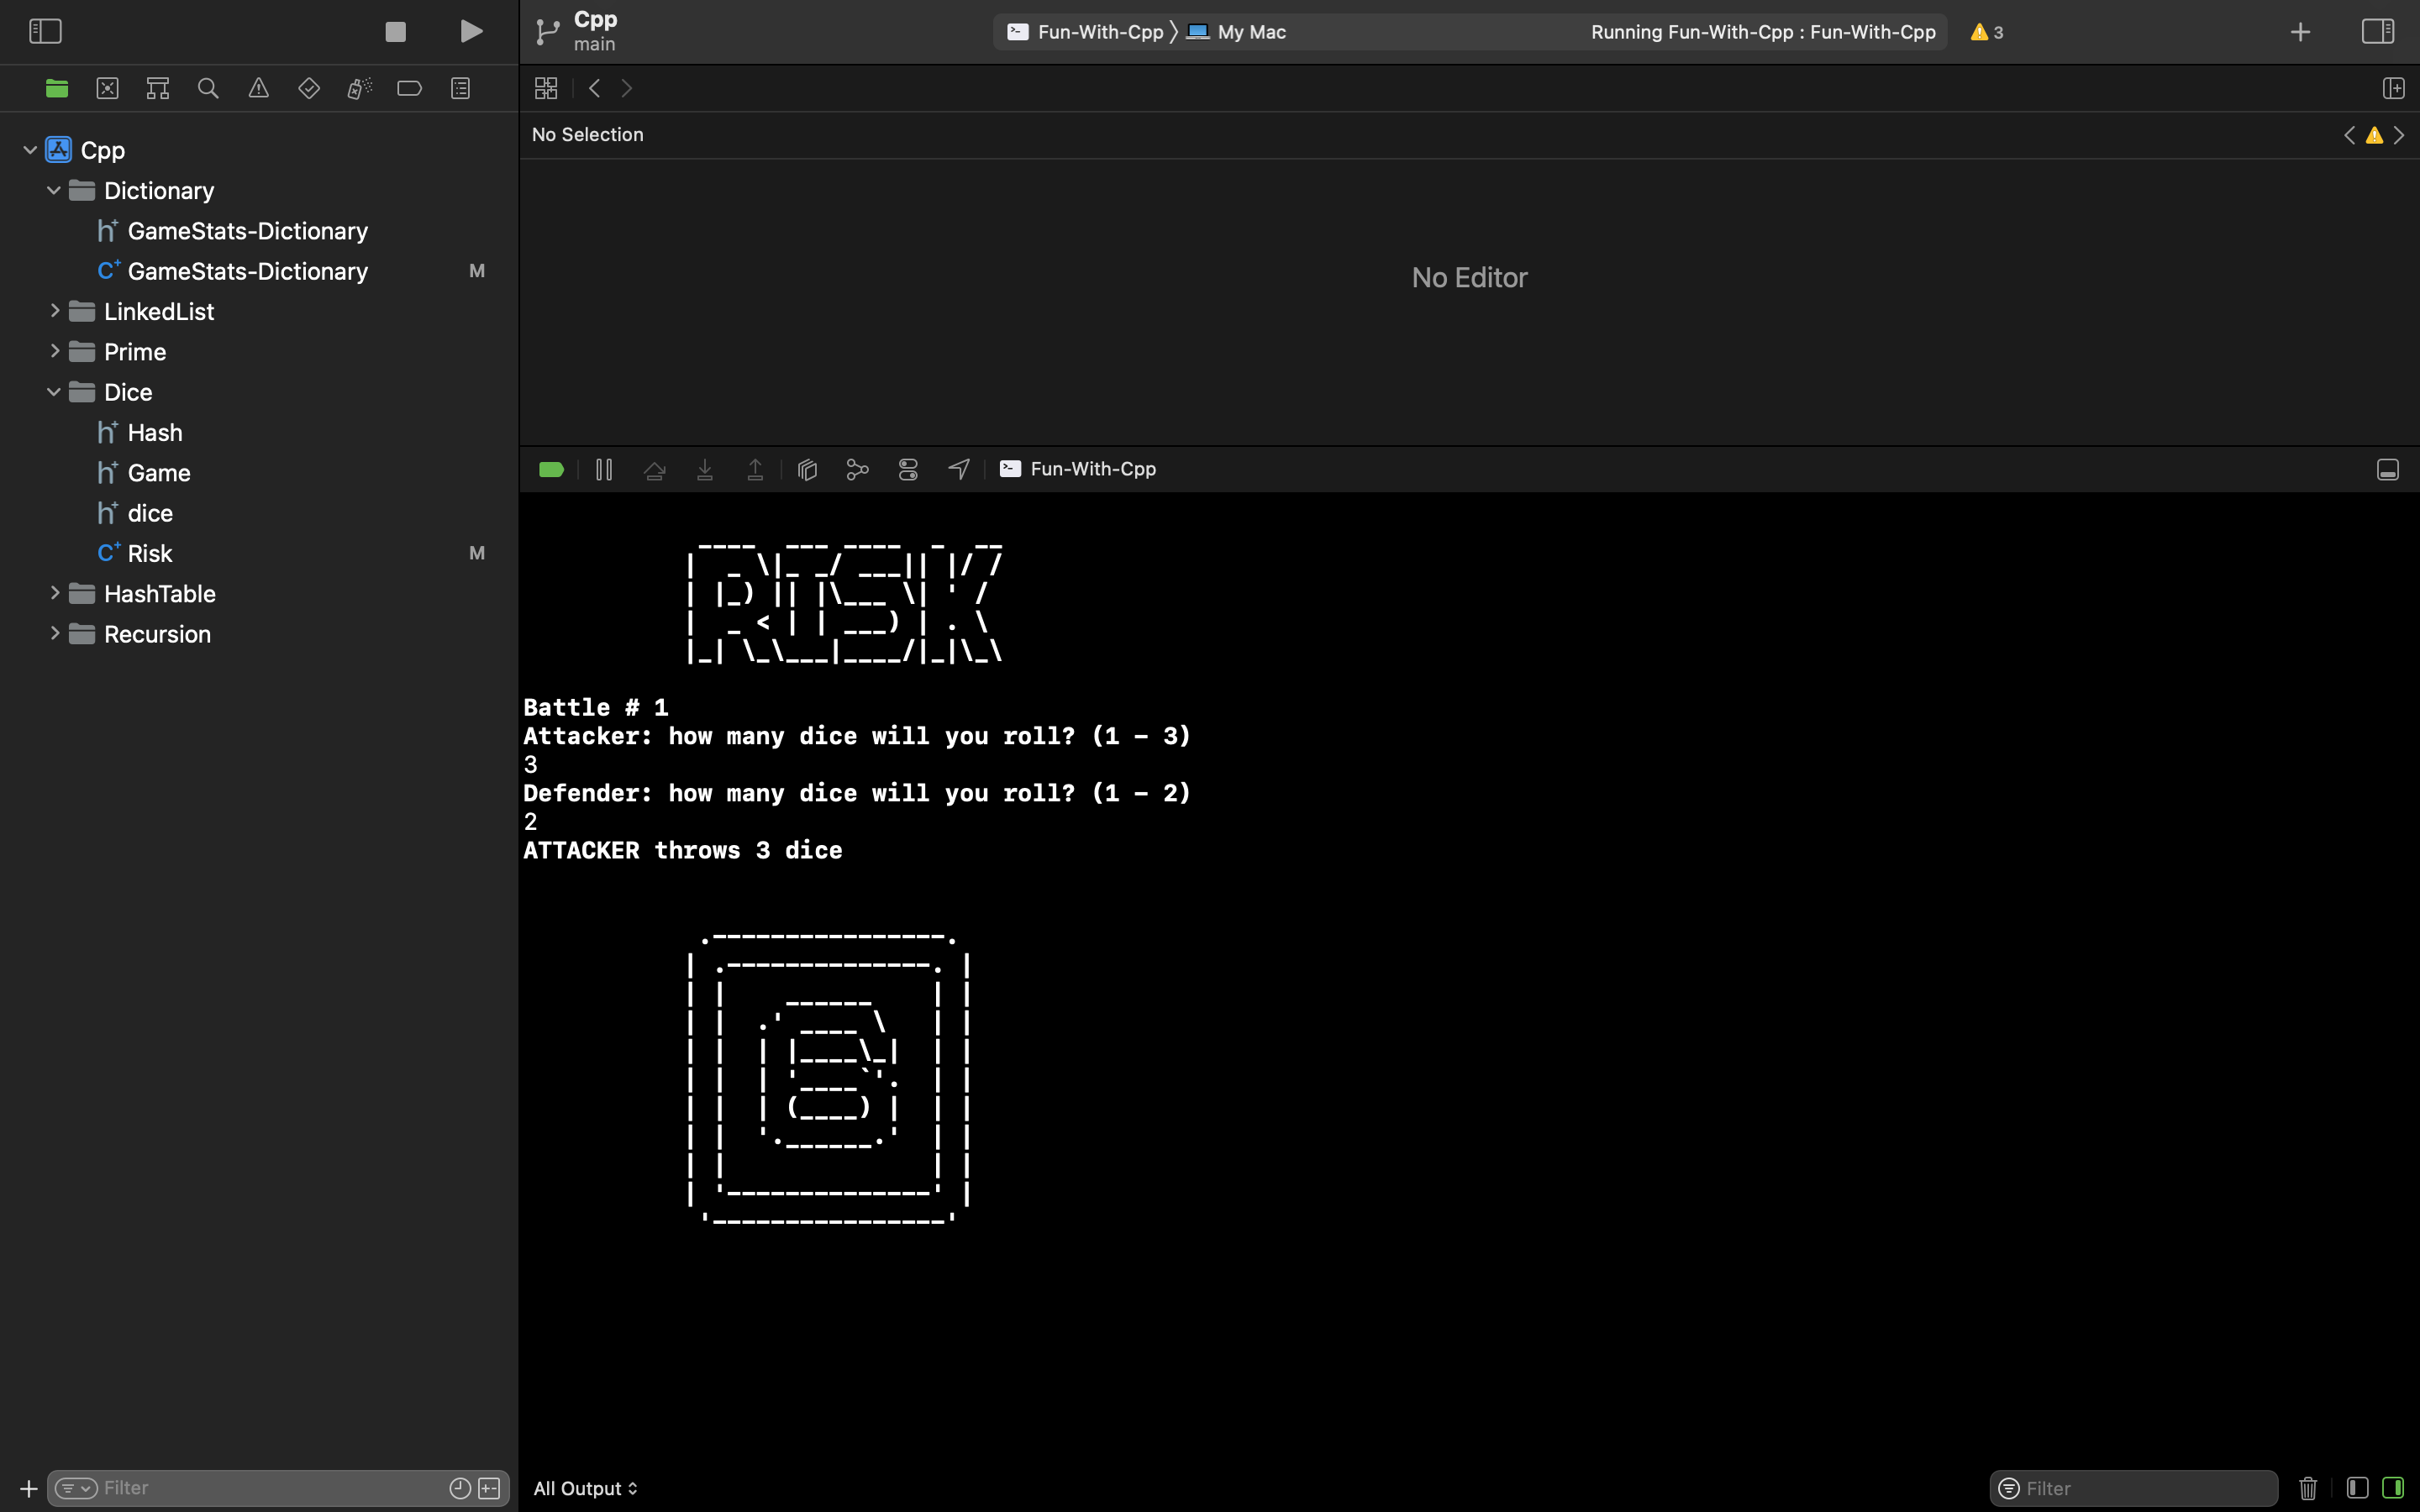 Cpp
main
Fun-With-Cpp
My Mac
Running Fun-With-Cpp : Fun-With-Cpp
3
No Selection
Cpp
Dictionary
GameStats-Dictionary
GameStats-Dictionary M
LinkedList
Prime
Dice
Hash
Game
dice
Risk M
HashTable
Recursion
No Editor
Fun-With-Cpp
RISK
Battle # 1
Attacker: how many dice will you roll? (1 - 3)
3
Defender: how many dice will you roll? (1 - 2)
2
ATTACKER throws 3 dice
6
Filter
All Output
Filter